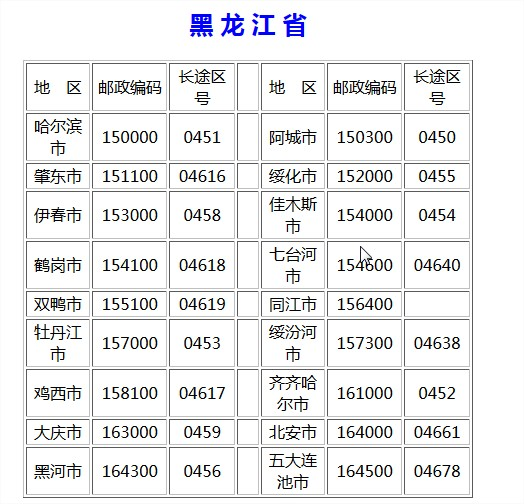 黑龙江省
地 区 邮政编码 长途区号 地 区 邮政编码 长途区号
哈尔滨市 150000 0451 阿城市 150300 0450
肇东市 151100 04616 绥化市 152000 0455
伊春市 153000 0458 佳木斯市 154000 0454
鹤岗市 154100 04618 七台河市 154600 04640
双鸭市 155100 04619 同江市 156400
牡丹江市 157000 0453 绥汾河市 157300 04638
鸡西市 158100 04617 齐齐哈尔市 161000 0452
大庆市 163000 0459 北安市 164000 04661
黑河市 164300 0456 五大连池市 164500 04678